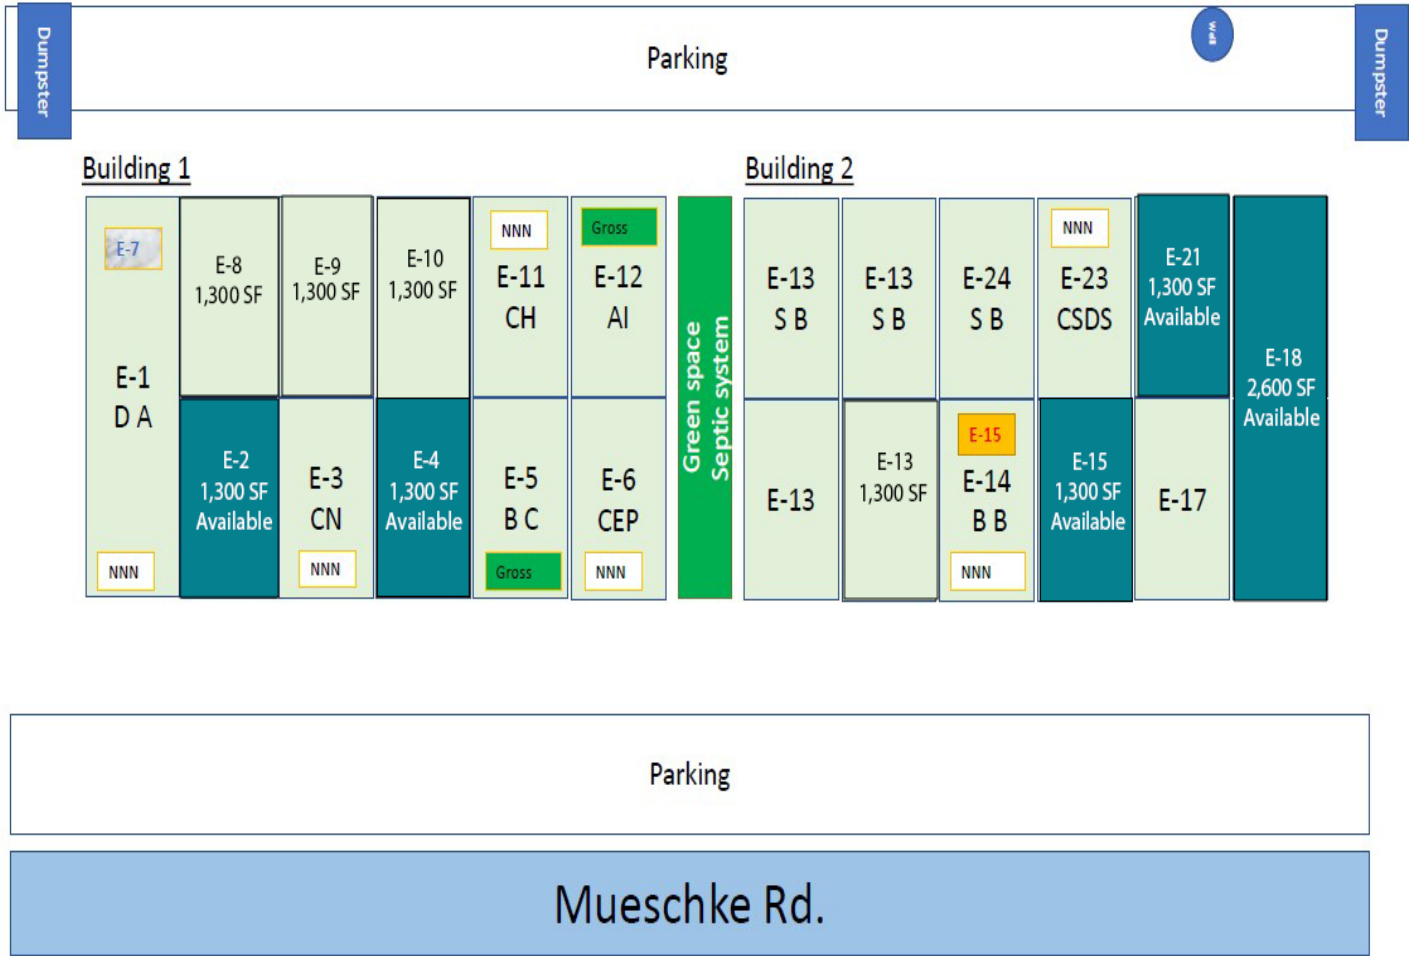 Dumpster
Parking
Well
Dumpster
Building 1
Building 2
E-7
E-1
D A
NNN
E-8
1,300 SF
E-9
1,300 SF
E-10
1,300 SF
NNN
E-11
CH
Gross
E-12
AI
E-2
1,300 SF
Available
E-3
CN
NNN
E-4
1,300 SF
Available
E-5
B C
Gross
E-6
CEP
NNN
Green space
Septic system
E-13
S B
E-13
S B
E-24
S B
NNN
E-23
CSDS
E-21
1,300 SF
Available
E-18
2,600 SF
Available
E-13
E-13
1,300 SF
E-15
E-14
B B
NNN
E-15
1,300 SF
Available
E-17
Parking
Mueschke Rd.